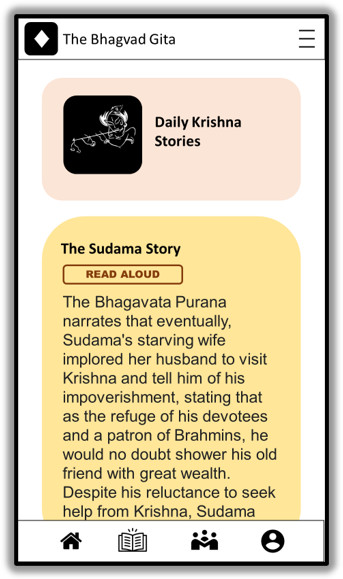 The Bhagvad Gita
Daily Krishna
Stories
The Sudama Story
READ ALOUD
The Bhagavata Purana
narrates that eventually,
Sudama's starving wife
implored her husband to visit
Krishna and tell him of his
impoverishment, stating that
as the refuge of his devotees
and a patron of Brahmins, he
would no doubt shower his old
friend with great wealth.
Despite his reluctance to seek
help from Krishna, Sudama